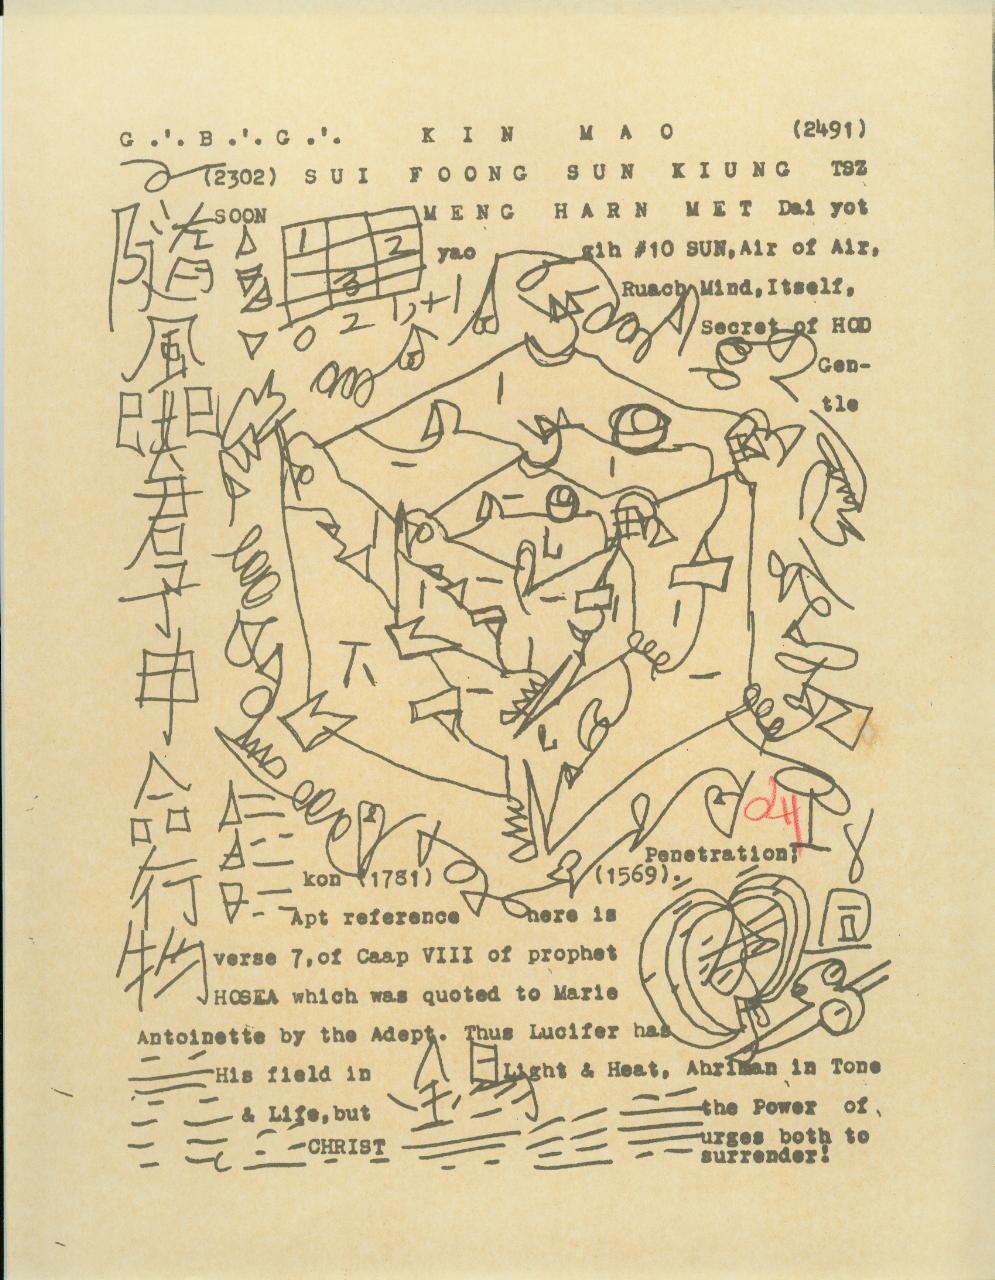 G.'.B.'.G.'. KIN MAO (2491)
(2302) SUI FOONG SUN KIUNG TSZ
SOON MENG HARN MET Dai yot
yao gih #10 SUN,Air of Air,
Ruach Mind,Itself,
Secret of HOD
Gen-
tle
1 2
3
0 2 1,+1
隨
風
君
子
申
命
行
物
Penetration;
kon (1781) (1569).
Apt reference here is
verse 7,of Caap VIII of prophet
HOSEA which was quoted to Marie
Antoinette by the Adept. Thus Lucifer has
His field in Light & Heat, Ahriman in Tone
& Life,but the Power of
CHRIST urges both to
surrender!